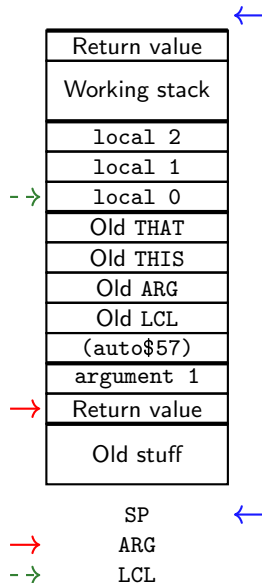 Return value
Working stack
local 2
local 1
local 0
Old THAT
Old THIS
Old ARG
Old LCL
(auto$57)
argument 1
Return value
Old stuff
SP
ARG
LCL